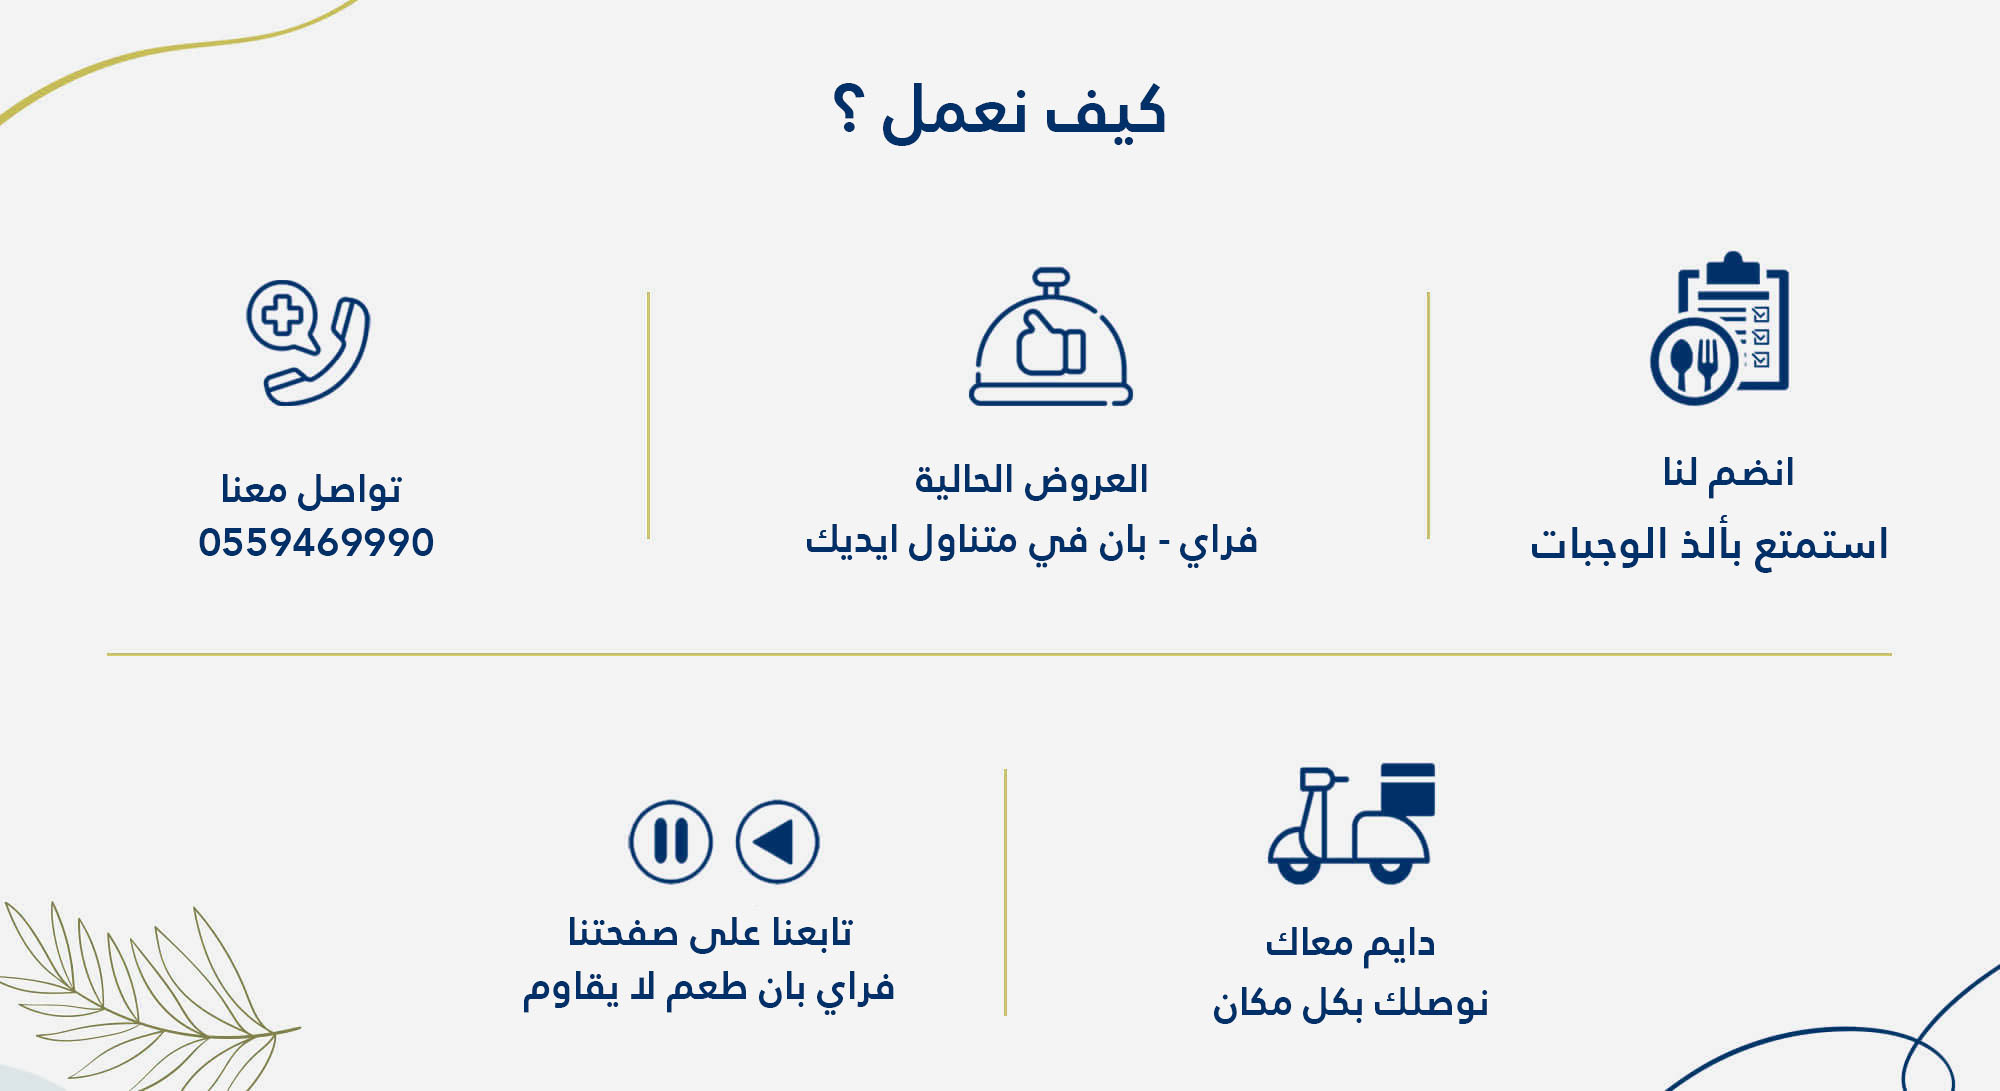 كيف نعمل ؟
انضم لنا
استمتع بألذ الوجبات
العروض الحالية
فراي - بان في متناول ايديك
تواصل معنا
0559469990
دايم معاك
نوصلك بكل مكان
تابعنا على صفحتنا
فراي بان طعم لا يقاوم